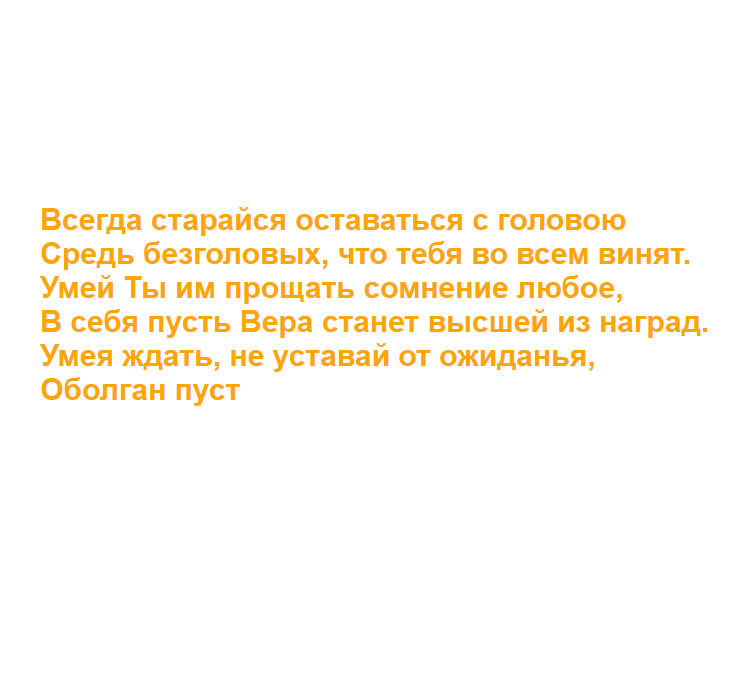 Всегда старайся оставаться с головою
Средь безголовых, что тебя во всем винят.
Умей Ты им прощать сомнение любое,
В себя пусть Вера станет высшей из наград.
Умея ждать, не уставай от ожиданья,
Оболган пуст